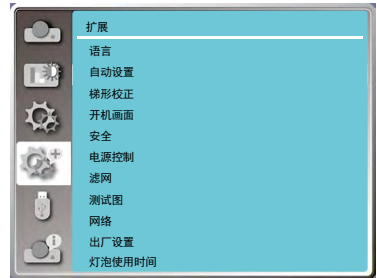 扩展
语言
自动设置
梯形校正
开机画面
安全
电源控制
滤网
测试图
网络
出厂设置
灯泡使用时间